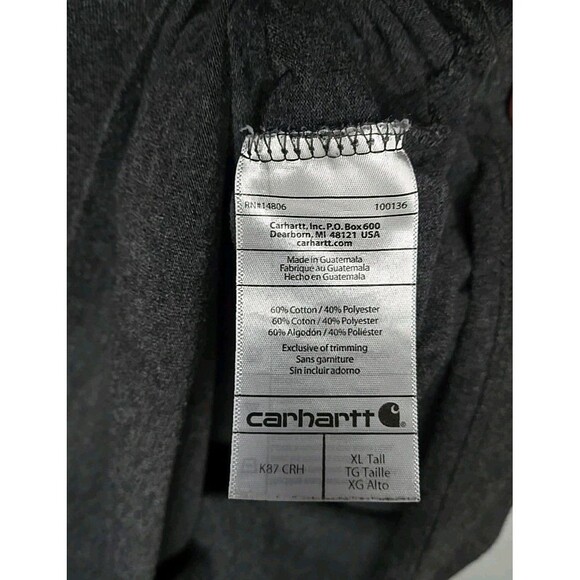 RN#14806 100136
Carhartt, Inc. P.O. Box 600
Dearborn, MI 48121 USA
carhartt.com
Made in Guatemala
Fabriqué au Guatemala
Hecho en Guatemala
60% Cotton / 40% Polyester
60% Coton / 40% Polyester
60% Algodón / 40% Poliéster
Exclusive of trimming
Sans garniture
Sin incluir adorno
carhartt
K87 CRH
XL Tall
TG Taille
XG Alto